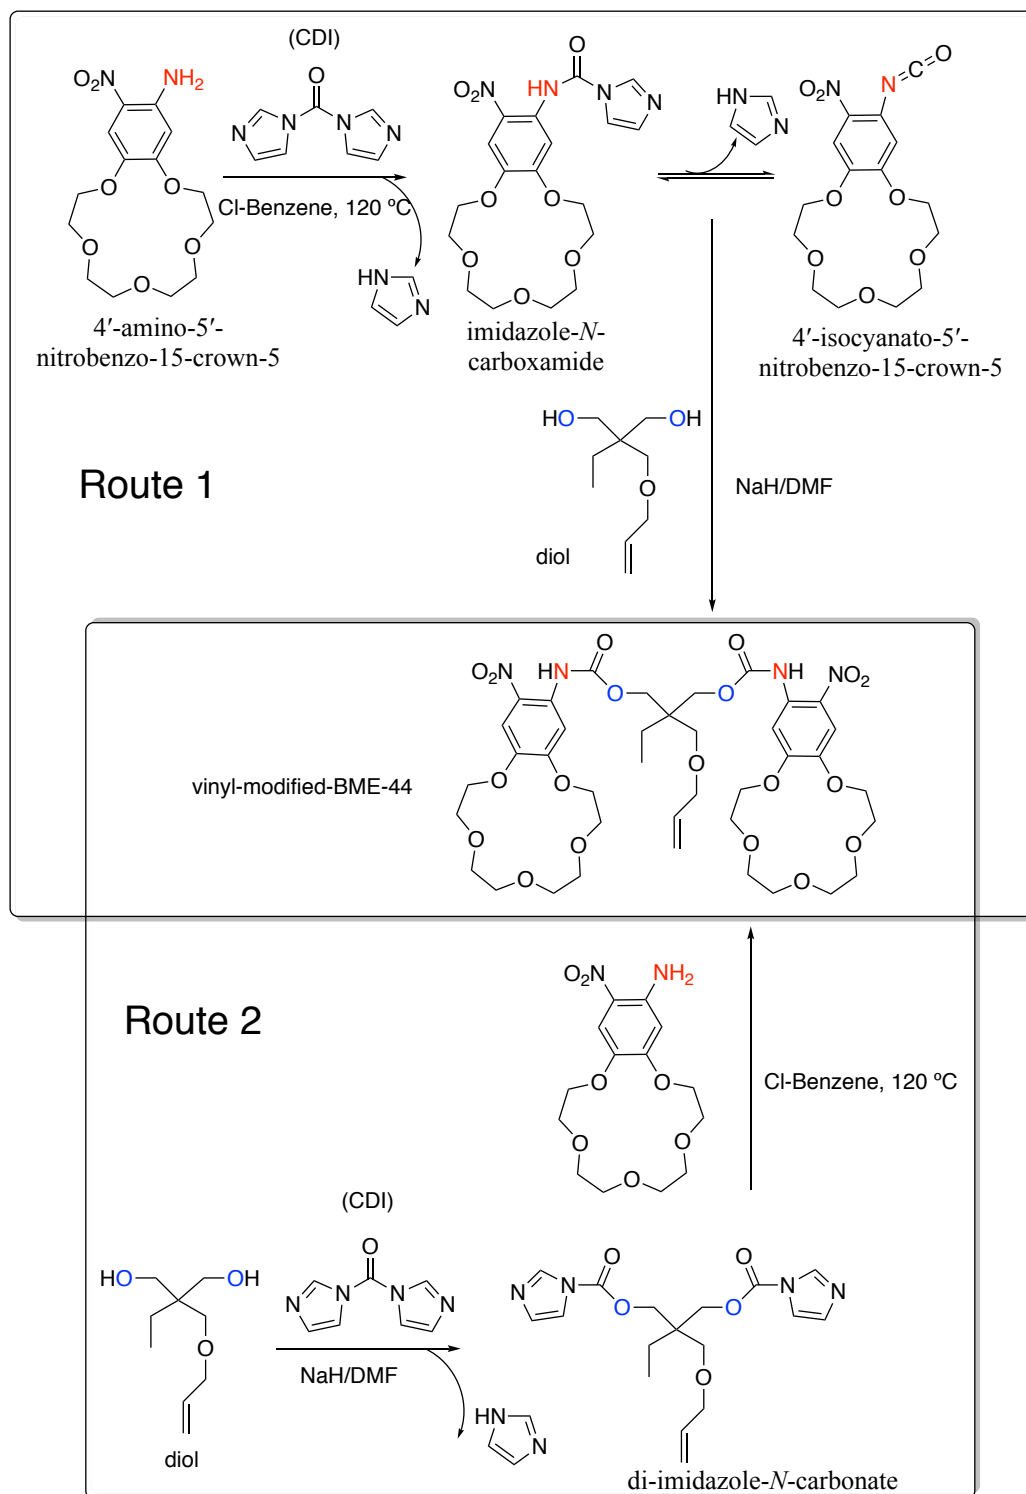 (CDI)
O
O₂N NH₂
N N N N
Cl-Benzene, 120 ºC
HN
N
O O
O O
O
4′-amino-5′-
nitrobenzo-15-crown-5
O
O₂N HN N N
O O
O O
O
imidazole-N-
carboxamide
HN
N
O₂N N C O
O O
O O
O
4′-isocyanato-5′-
nitrobenzo-15-crown-5
Route 1
HO OH
O
diol
NaH/DMF
O O
O₂N HN O O NH NO₂
O
O O O O
O O O O
O O
vinyl-modified-BME-44
Route 2
O₂N NH₂
O O
O O
O
Cl-Benzene, 120 ºC
(CDI)
O
HO OH
N N N N
O
NaH/DMF
HN
N
diol
O O
N N O O N N
O
di-imidazole-N-carbonate